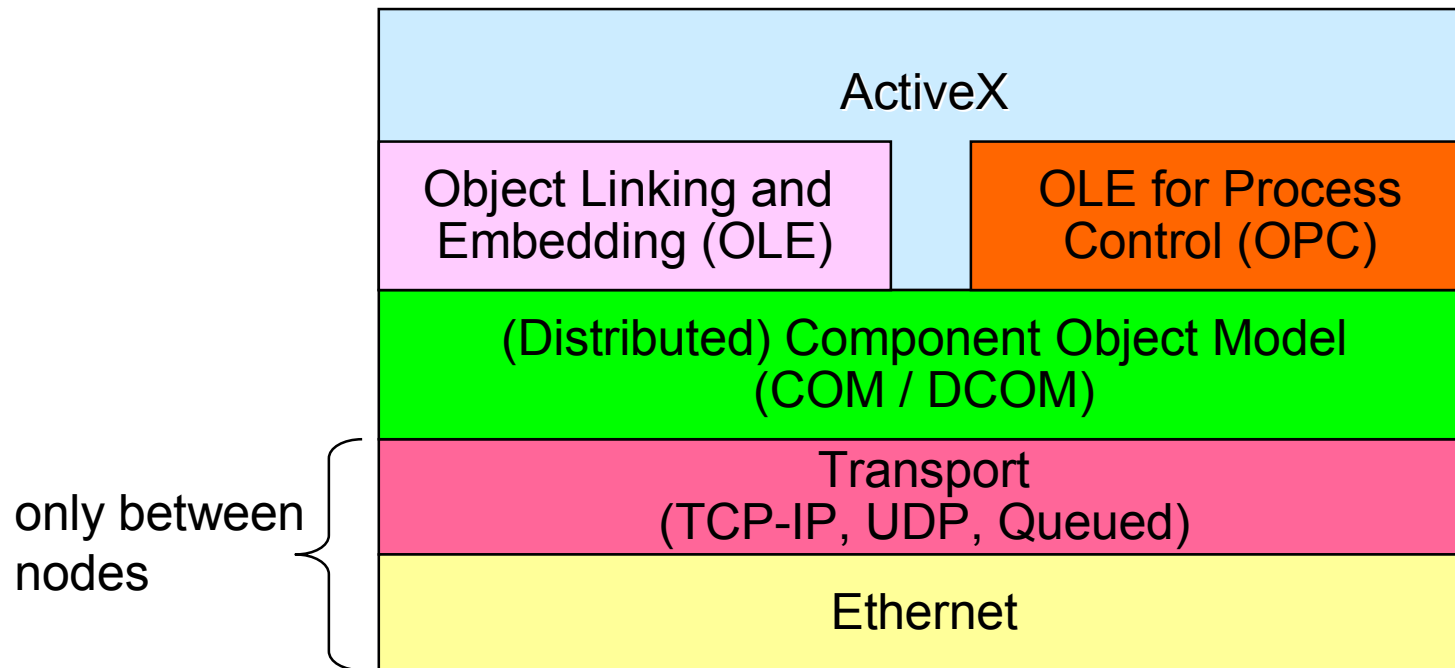 ActiveX
Object Linking and
Embedding (OLE)
OLE for Process
Control (OPC)
(Distributed) Component Object Model
(COM / DCOM)
Transport
(TCP-IP, UDP, Queued)
only between
nodes
Ethernet